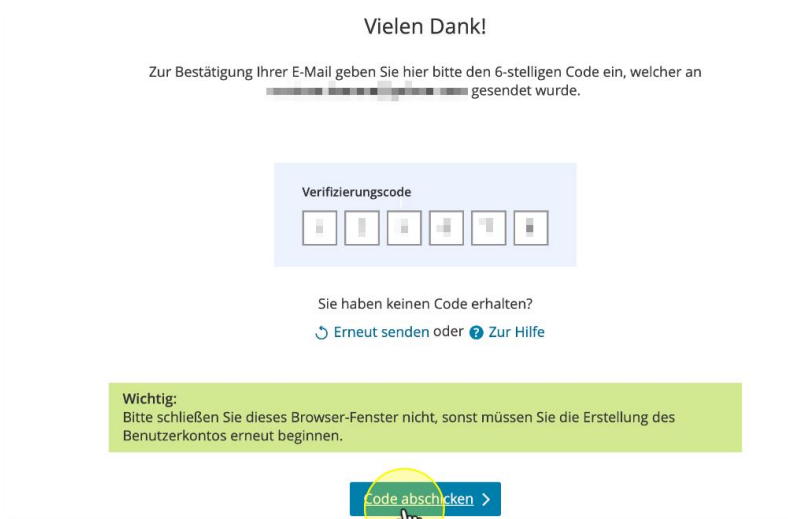 Vielen Dank!
Zur Bestätigung Ihrer E-Mail geben Sie hier bitte den 6-stelligen Code ein, welcher an
gesendet wurde.
Verifizierungscode
Sie haben keinen Code erhalten?
Erneut senden oder ? Zur Hilfe
Wichtig:
Bitte schließen Sie dieses Browser-Fenster nicht, sonst müssen Sie die Erstellung des
Benutzerkontos erneut beginnen.
Code abschicken